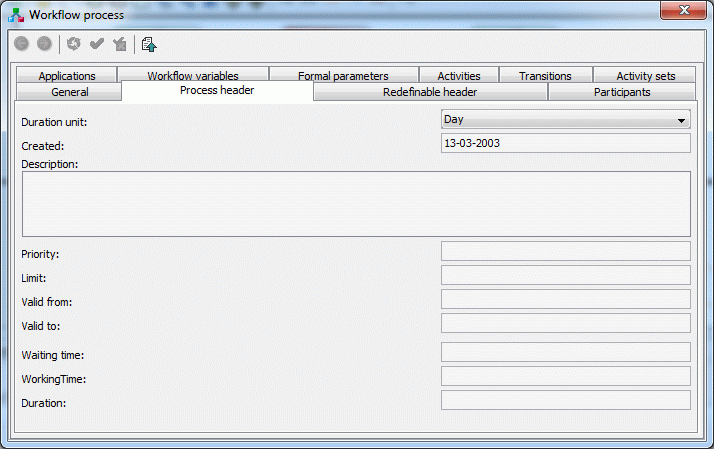 Workflow process
Applications Workflow variables Formal parameters Activities Transitions Activity sets
General Process header Redefinable header Participants
Duration unit: Day
Created: 13-03-2003
Description:
Priority:
Limit:
Valid from:
Valid to:
Waiting time:
WorkingTime:
Duration: